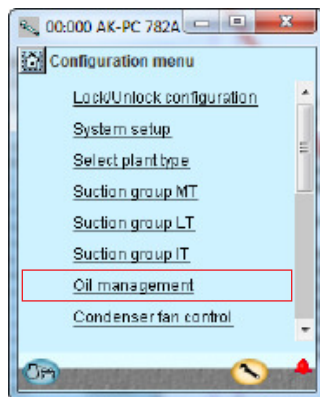 00:000 AK-PC 782A
Configuration menu
Lock/Unlock configuration
System setup
Select plant type
Suction group MT
Suction group LT
Suction group IT
Oil management
Condenser fan control